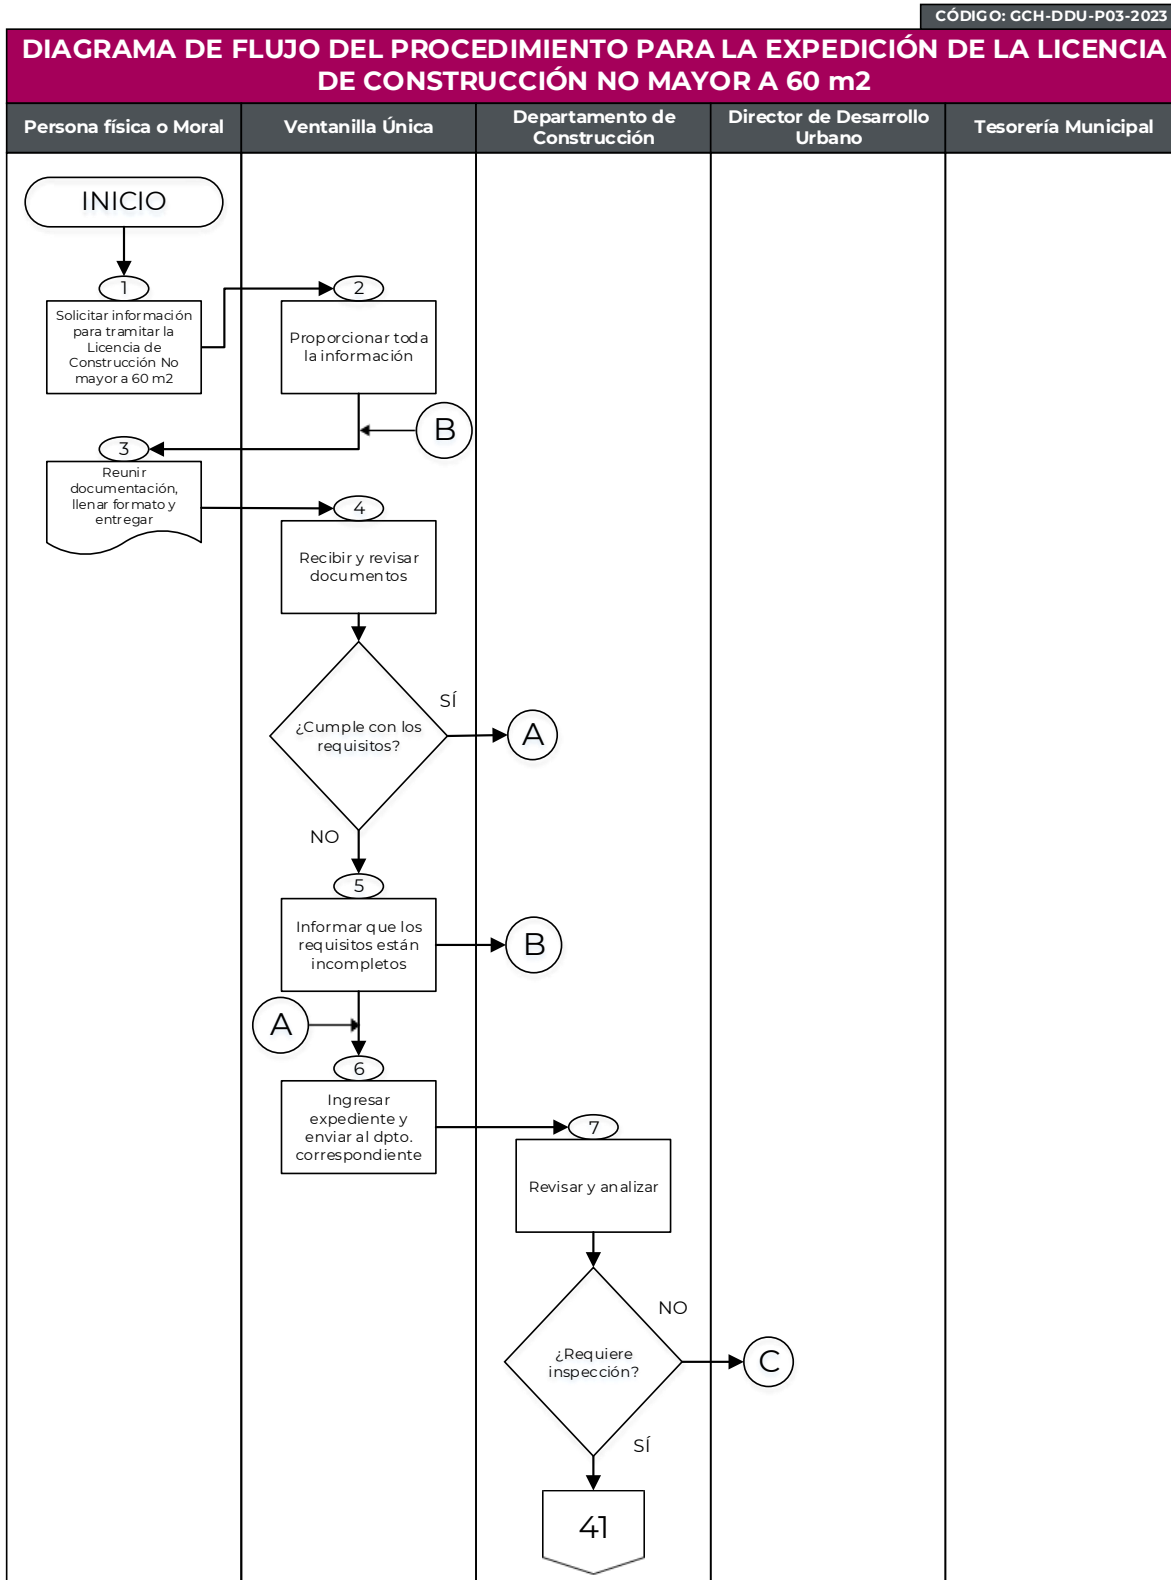 CÓDIGO: GCH-DDU-P03-2023
DIAGRAMA DE FLUJO DEL PROCEDIMIENTO PARA LA EXPEDICIÓN DE LA LICENCIA
DE CONSTRUCCIÓN NO MAYOR A 60 m2
Persona física o Moral
Ventanilla Única
Departamento de
Construcción
Director de Desarrollo
Urbano
Tesorería Municipal
INICIO
1
Solicitar información
para tramitar la
Licencia de
Construcción No
mayor a 60 m2
2
Proporcionar toda
la información
B
3
Reunir
documentación,
llenar formato y
entregar
4
Recibir y revisar
documentos
¿Cumple con los
requisitos?
SÍ
A
NO
5
Informar que los
requisitos están
incompletos
B
A
6
Ingresar
expediente y
enviar al dpto.
correspondiente
7
Revisar y analizar
¿Requiere
inspección?
NO
C
SÍ
41